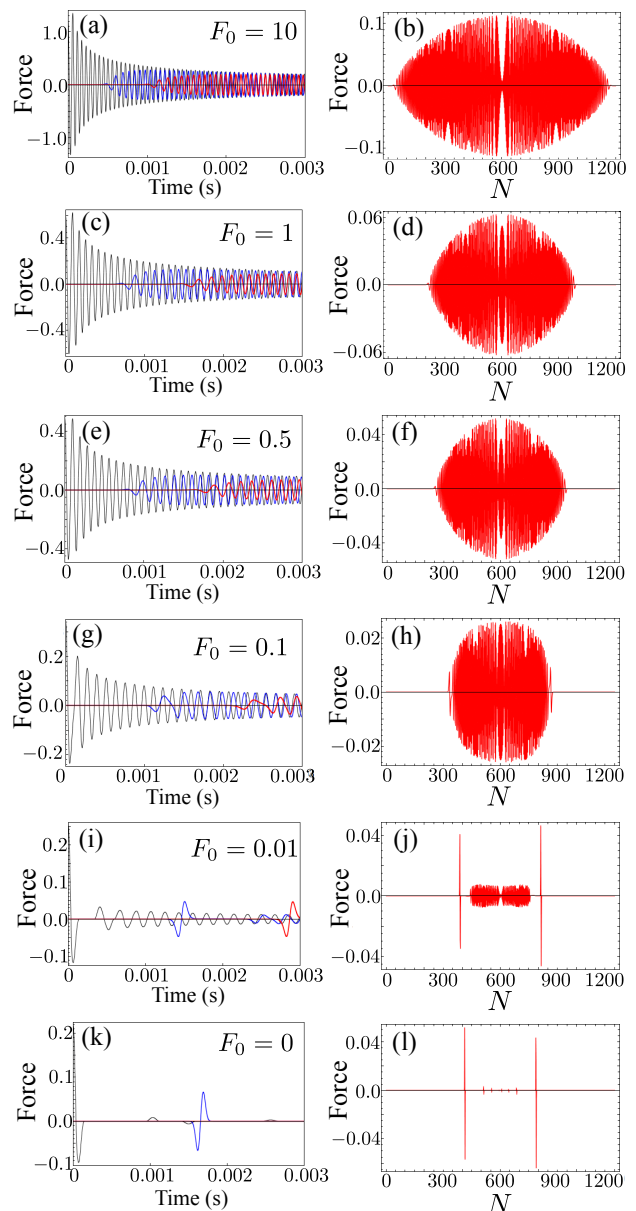 (a) F₀ = 10
Force
1.0
0.0
−1.0
0 0.001 0.002 0.003
Time (s)
(b)
Force
0.1
0.0
−0.1
0 300 600 900 1200
N
(c) F₀ = 1
Force
0.4
0.0
−0.4
0 0.001 0.002 0.003
Time (s)
(d)
Force
0.06
0.0
−0.06
0 300 600 900 1200
N
(e) F₀ = 0.5
Force
0.4
0.0
−0.4
0 0.001 0.002 0.003
Time (s)
(f)
Force
0.04
0.0
−0.04
0 300 600 900 1200
N
(g) F₀ = 0.1
Force
0.2
0.0
−0.2
0 0.001 0.002 0.003
Time (s)
(h)
Force
0.02
0.0
−0.02
0 300 600 900 1200
N
(i) F₀ = 0.01
Force
0.2
0.1
0.0
−0.1
0 0.001 0.002 0.003
Time (s)
(j)
Force
0.04
0.0
−0.04
0 300 600 900 1200
N
(k) F₀ = 0
Force
0.2
0.1
0.0
−0.1
0 0.001 0.002 0.003
Time (s)
(l)
Force
0.04
0.0
−0.04
0 300 600 900 1200
N